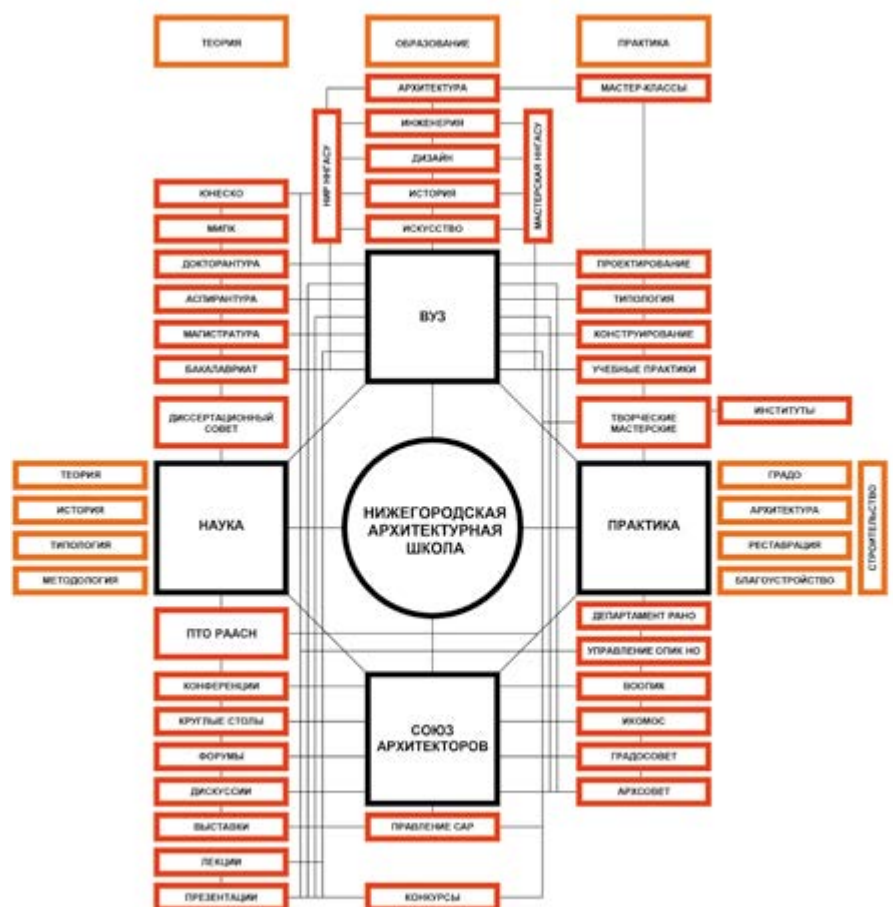 ТЕОРИЯ
ОБРАЗОВАНИЕ
ПРАКТИКА
АРХИТЕКТУРА
МАСТЕР-КЛАССЫ
ИНЖЕНЕРИЯ
НИР ННГАСУ
МАСТЕРСКАЯ ННГАСУ
ДИЗАЙН
ЮНЕСКО
ИСТОРИЯ
МИПК
ИСКУССТВО
ДОКТОРАНТУРА
ПРОЕКТИРОВАНИЕ
АСПИРАНТУРА
ВУЗ
ТИПОЛОГИЯ
МАГИСТРАТУРА
КОНСТРУИРОВАНИЕ
БАКАЛАВРИАТ
УЧЕБНЫЕ ПРАКТИКИ
ДИССЕРТАЦИОННЫЙ
СОВЕТ
ТВОРЧЕСКИЕ
МАСТЕРСКИЕ
ИНСТИТУТЫ
ТЕОРИЯ
ИСТОРИЯ
ТИПОЛОГИЯ
МЕТОДОЛОГИЯ
НАУКА
НИЖЕГОРОДСКАЯ
АРХИТЕКТУРНАЯ
ШКОЛА
ПРАКТИКА
ГРАДО
АРХИТЕКТУРА
РЕСТАВРАЦИЯ
БЛАГОУСТРОЙСТВО
СТРОИТЕЛЬСТВО
ПТО РААСН
ДЕПАРТАМЕНТ РАНО
УПРАВЛЕНИЕ ОПИК НО
КОНФЕРЕНЦИИ
ВООПИК
КРУГЛЫЕ СТОЛЫ
СОЮЗ
АРХИТЕКТОРОВ
ИКОМОС
ФОРУМЫ
ГРАДОСОВЕТ
ДИСКУССИИ
АРХСОВЕТ
ВЫСТАВКИ
ПРАВЛЕНИЕ САР
ЛЕКЦИИ
ПРЕЗЕНТАЦИИ
КОНКУРСЫ